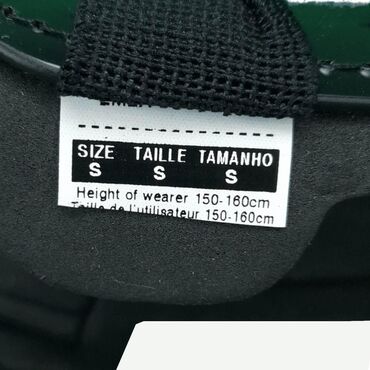 SIZE TAILLE TAMANHO
S S S
Height of wearer 150-160cm
Taille de l'utilisateur 150-160cm